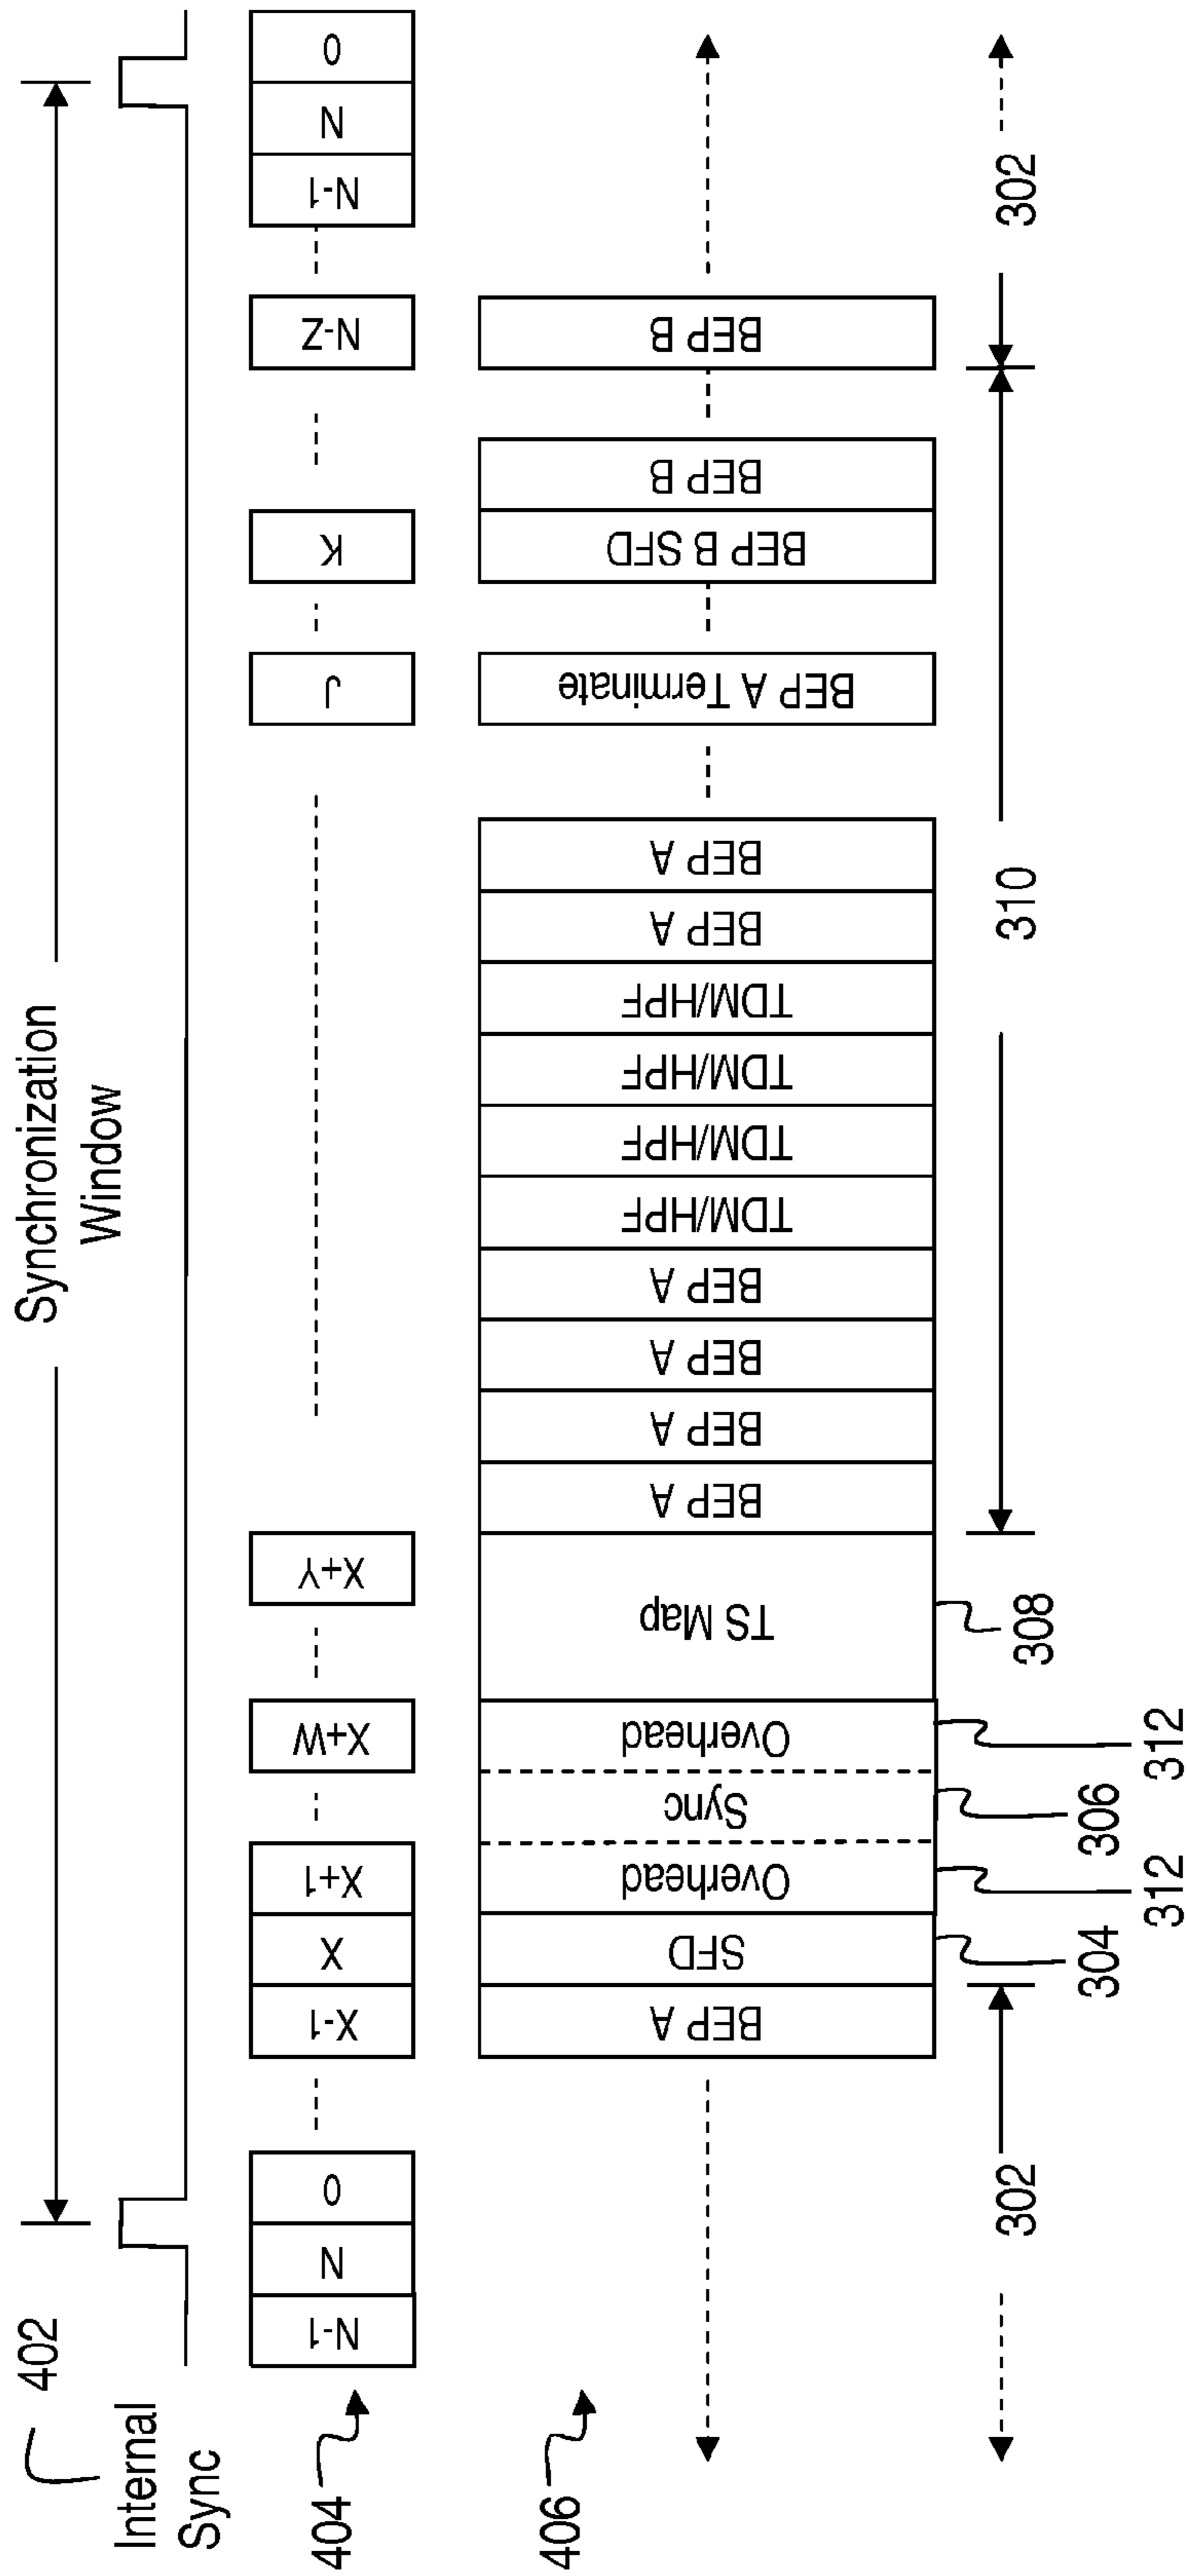 Synchronization
Window
402
Internal
Sync
404
N-1
N
0
X-1
X
X+1
X+W
X+Y
J
K
N-Z
N-1
N
0
406
BEP A
SFD
Overhead
Sync
Overhead
TS Map
BEP A
BEP A
BEP A
BEP A
TDM/HPF
TDM/HPF
TDM/HPF
TDM/HPF
BEP A
BEP A
BEP A Terminate
BEP B SFD
BEP B
BEP B
302
304
312
306
312
308
310
302